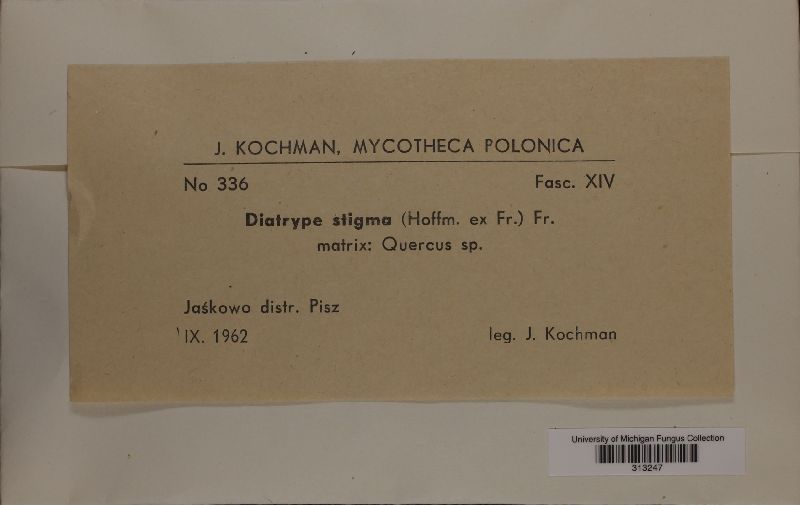 J. KOCHMAN, MYCOTHECA POLONICA
No 336 Fasc. XIV
Diatrype stigma (Hoffm. ex Fr.) Fr.
matrix: Quercus sp.
Jaśkowo distr. Pisz
IX. 1962 leg. J. Kochman
University of Michigan Fungus Collection
313247